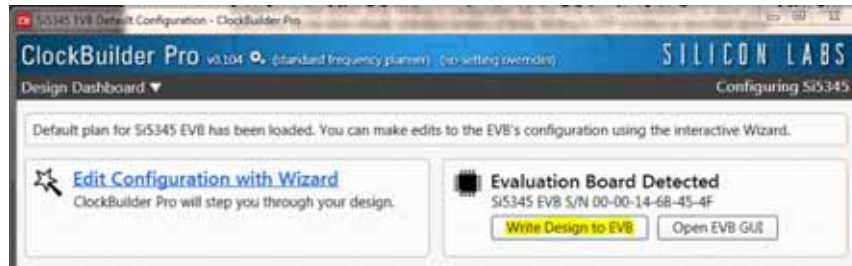 Si5345 EVB Default Configuration - ClockBuilder Pro
ClockBuilder Pro v0.104 (standard frequency planner) (no setting overrides)
SILICON LABS
Design Dashboard ▼
Configuring Si5345
Default plan for Si5345 EVB has been loaded. You can make edits to the EVB's configuration using the interactive Wizard.
Edit Configuration with Wizard
ClockBuilder Pro will step you through your design.
Evaluation Board Detected
Si5345 EVB S/N 00-00-14-6B-45-4F
Write Design to EVB
Open EVB GUI